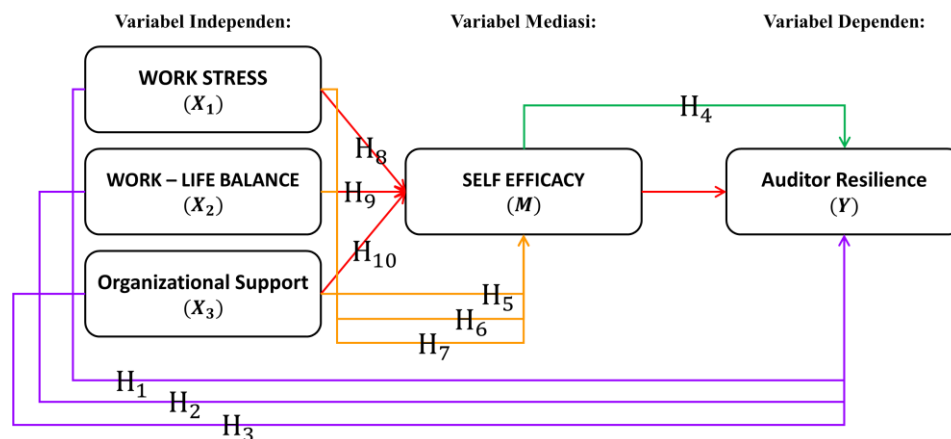 Variabel Independen:
Variabel Mediasi:
Variabel Dependen:
WORK STRESS
(X₁)
H₄
H₈
WORK – LIFE BALANCE
(X₂)
H₉
SELF EFFICACY
(M)
Auditor Resilience
(Y)
H₁₀
Organizational Support
(X₃)
H₅
H₆
H₇
H₁
H₂
H₃